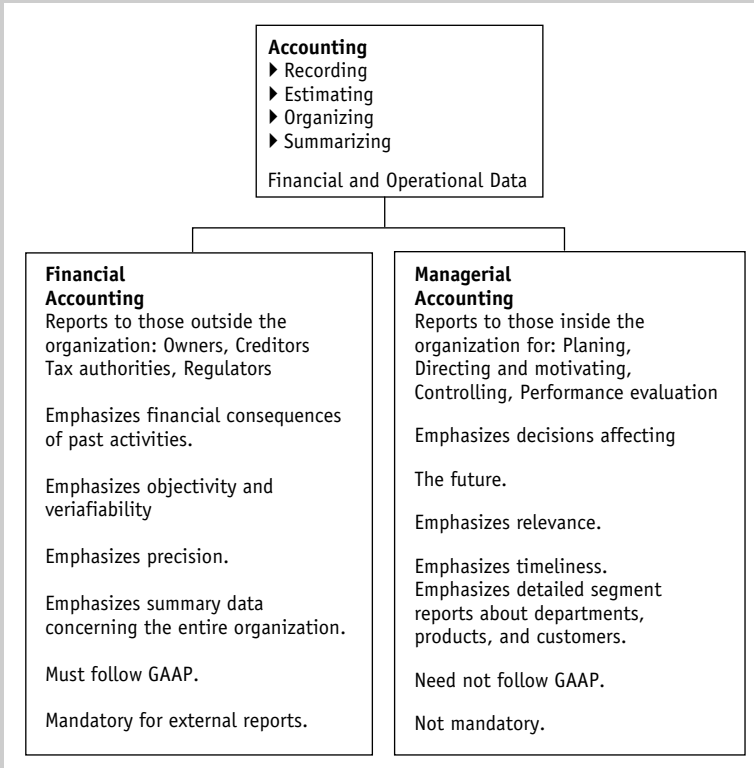 Accounting
▶ Recording
▶ Estimating
▶ Organizing
▶ Summarizing
Financial and Operational Data
Financial
Accounting
Reports to those outside the
organization: Owners, Creditors
Tax authorities, Regulators
Emphasizes financial consequences
of past activities.
Emphasizes objectivity and
veriafiability
Emphasizes precision.
Emphasizes summary data
concerning the entire organization.
Must follow GAAP.
Mandatory for external reports.
Managerial
Accounting
Reports to those inside the
organization for: Planing,
Directing and motivating,
Controlling, Performance evaluation
Emphasizes decisions affecting
The future.
Emphasizes relevance.
Emphasizes timeliness.
Emphasizes detailed segment
reports about departments,
products, and customers.
Need not follow GAAP.
Not mandatory.